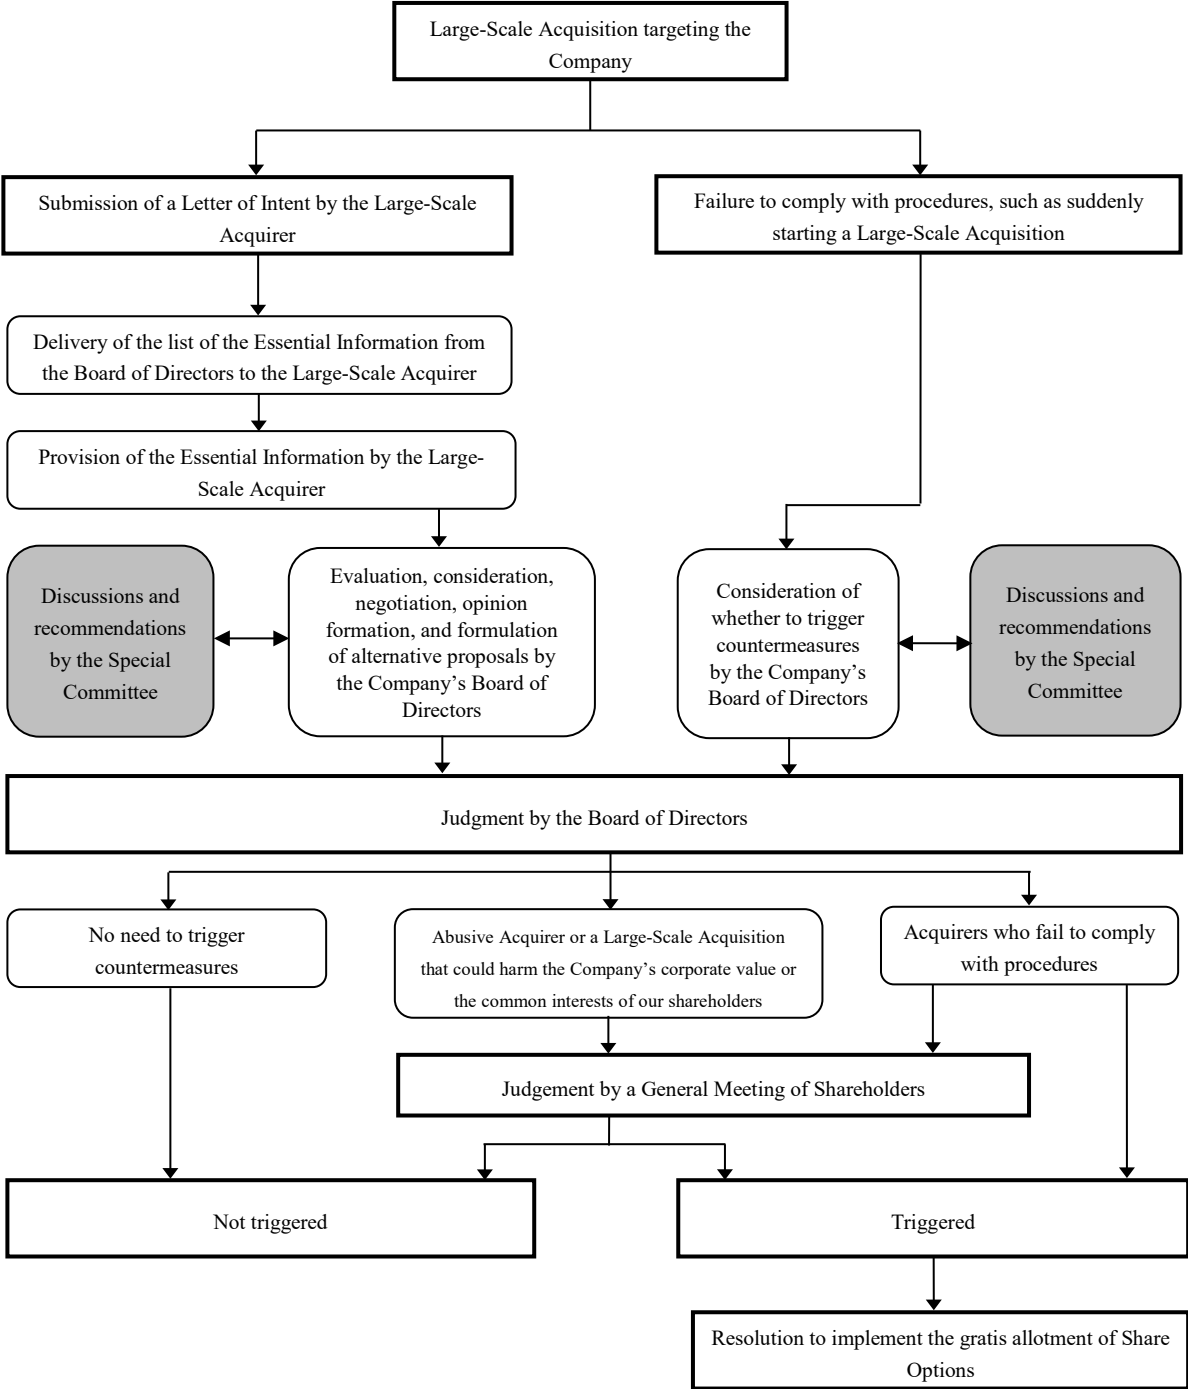 Large-Scale Acquisition targeting the
Company
Submission of a Letter of Intent by the Large-Scale
Acquirer
Failure to comply with procedures, such as suddenly
starting a Large-Scale Acquisition
Delivery of the list of the Essential Information from
the Board of Directors to the Large-Scale Acquirer
Provision of the Essential Information by the Large-
Scale Acquirer
Discussions and
recommendations
by the Special
Committee
Evaluation, consideration,
negotiation, opinion
formation, and formulation
of alternative proposals by
the Company’s Board of
Directors
Consideration of
whether to trigger
countermeasures
by the Company’s
Board of Directors
Discussions and
recommendations
by the Special
Committee
Judgment by the Board of Directors
No need to trigger
countermeasures
Abusive Acquirer or a Large-Scale Acquisition
that could harm the Company’s corporate value or
the common interests of our shareholders
Acquirers who fail to comply
with procedures
Judgement by a General Meeting of Shareholders
Not triggered
Triggered
Resolution to implement the gratis allotment of Share
Options